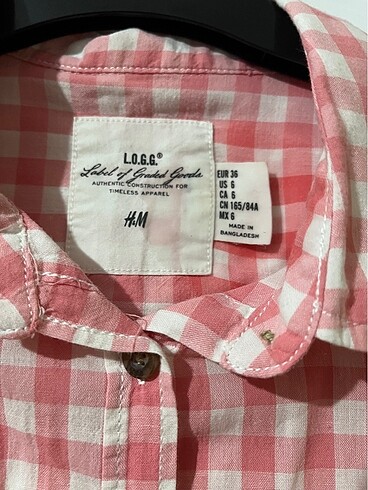 L.O.G.G.®
Label of Graded Goods
AUTHENTIC CONSTRUCTION FOR
TIMELESS APPAREL
H&M
EUR 36
US 6
CA 6
CN 165/84A
MX 6
MADE IN
BANGLADESH